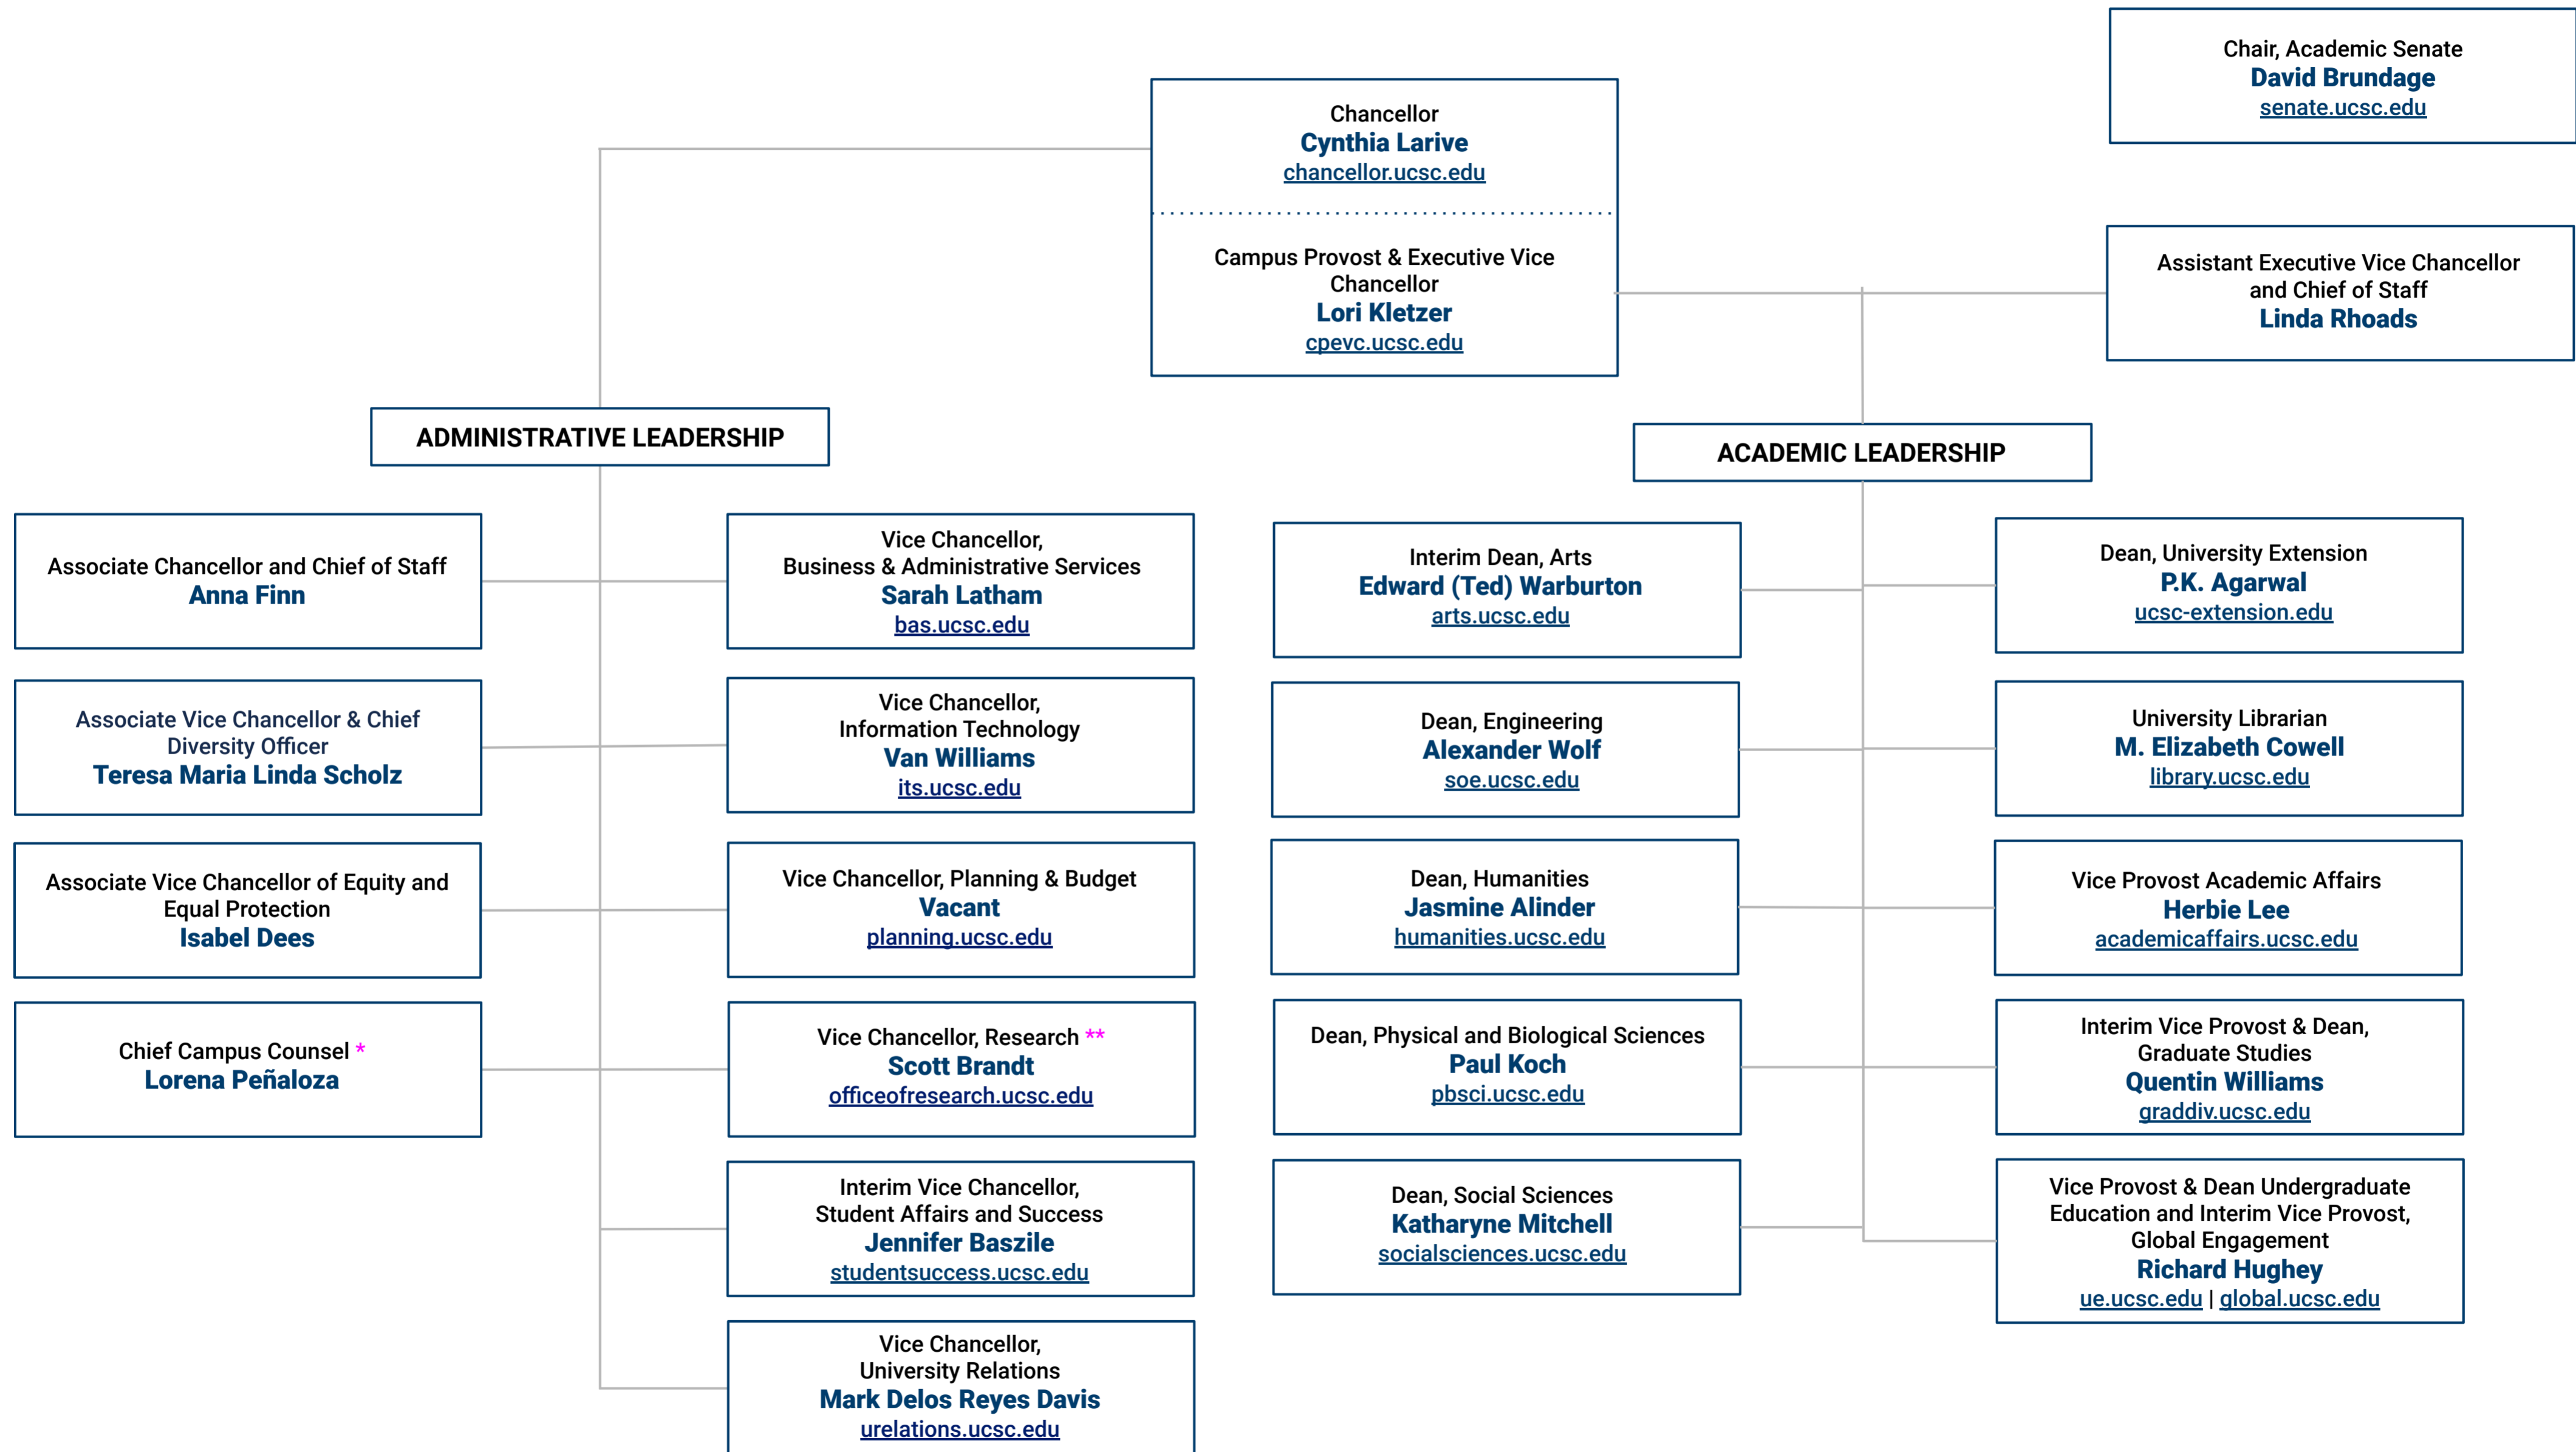 Chair, Academic Senate
David Brundage
senate.ucsc.edu
Chancellor
Cynthia Larive
chancellor.ucsc.edu
Campus Provost & Executive Vice
Chancellor
Lori Kletzer
cpevc.ucsc.edu
Assistant Executive Vice Chancellor
and Chief of Staff
Linda Rhoads
ADMINISTRATIVE LEADERSHIP
Associate Chancellor and Chief of Staff
Anna Finn
Associate Vice Chancellor & Chief
Diversity Officer
Teresa Maria Linda Scholz
Associate Vice Chancellor of Equity and
Equal Protection
Isabel Dees
Chief Campus Counsel *
Lorena Peñaloza
Vice Chancellor,
Business & Administrative Services
Sarah Latham
bas.ucsc.edu
Vice Chancellor,
Information Technology
Van Williams
its.ucsc.edu
Vice Chancellor, Planning & Budget
Vacant
planning.ucsc.edu
Vice Chancellor, Research **
Scott Brandt
officeofresearch.ucsc.edu
Interim Vice Chancellor,
Student Affairs and Success
Jennifer Baszile
studentsuccess.ucsc.edu
Vice Chancellor,
University Relations
Mark Delos Reyes Davis
urelations.ucsc.edu
ACADEMIC LEADERSHIP
Interim Dean, Arts
Edward (Ted) Warburton
arts.ucsc.edu
Dean, Engineering
Alexander Wolf
soe.ucsc.edu
Dean, Humanities
Jasmine Alinder
humanities.ucsc.edu
Dean, Physical and Biological Sciences
Paul Koch
pbsci.ucsc.edu
Dean, Social Sciences
Katharyne Mitchell
socialsciences.ucsc.edu
Dean, University Extension
P.K. Agarwal
ucsc-extension.edu
University Librarian
M. Elizabeth Cowell
library.ucsc.edu
Vice Provost Academic Affairs
Herbie Lee
academicaffairs.ucsc.edu
Interim Vice Provost & Dean,
Graduate Studies
Quentin Williams
graddiv.ucsc.edu
Vice Provost & Dean Undergraduate
Education and Interim Vice Provost,
Global Engagement
Richard Hughey
ue.ucsc.edu | global.ucsc.edu